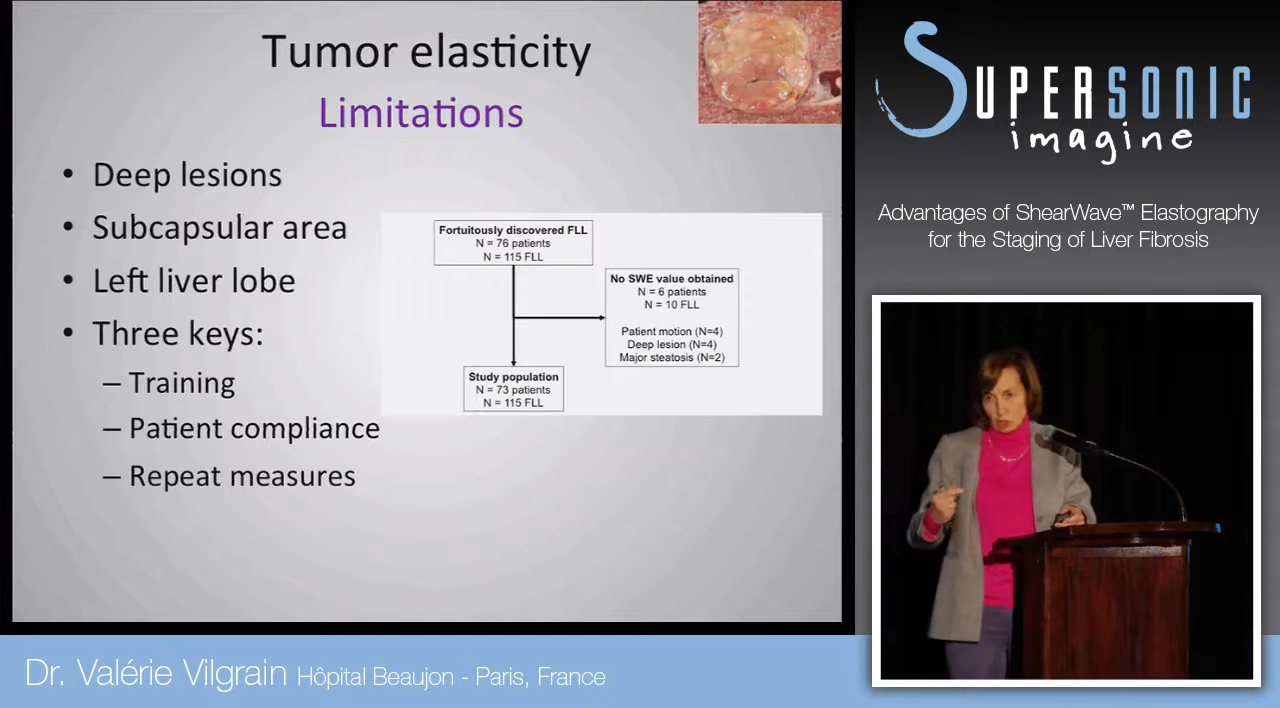 Tumor elasticity
Limitations
• Deep lesions
• Subcapsular area
• Left liver lobe
• Three keys:
– Training
– Patient compliance
– Repeat measures
Fortuitously discovered FLL
N = 76 patients
N = 115 FLL
No SWE value obtained
N = 6 patients
N = 10 FLL
Patient motion (N=4)
Deep lesion (N=4)
Major steatosis (N=2)
Study population
N = 73 patients
N = 115 FLL
SUPERSONIC
imagine
Advantages of ShearWave™ Elastography
for the Staging of Liver Fibrosis
Dr. Valérie Vilgrain Hôpital Beaujon - Paris, France